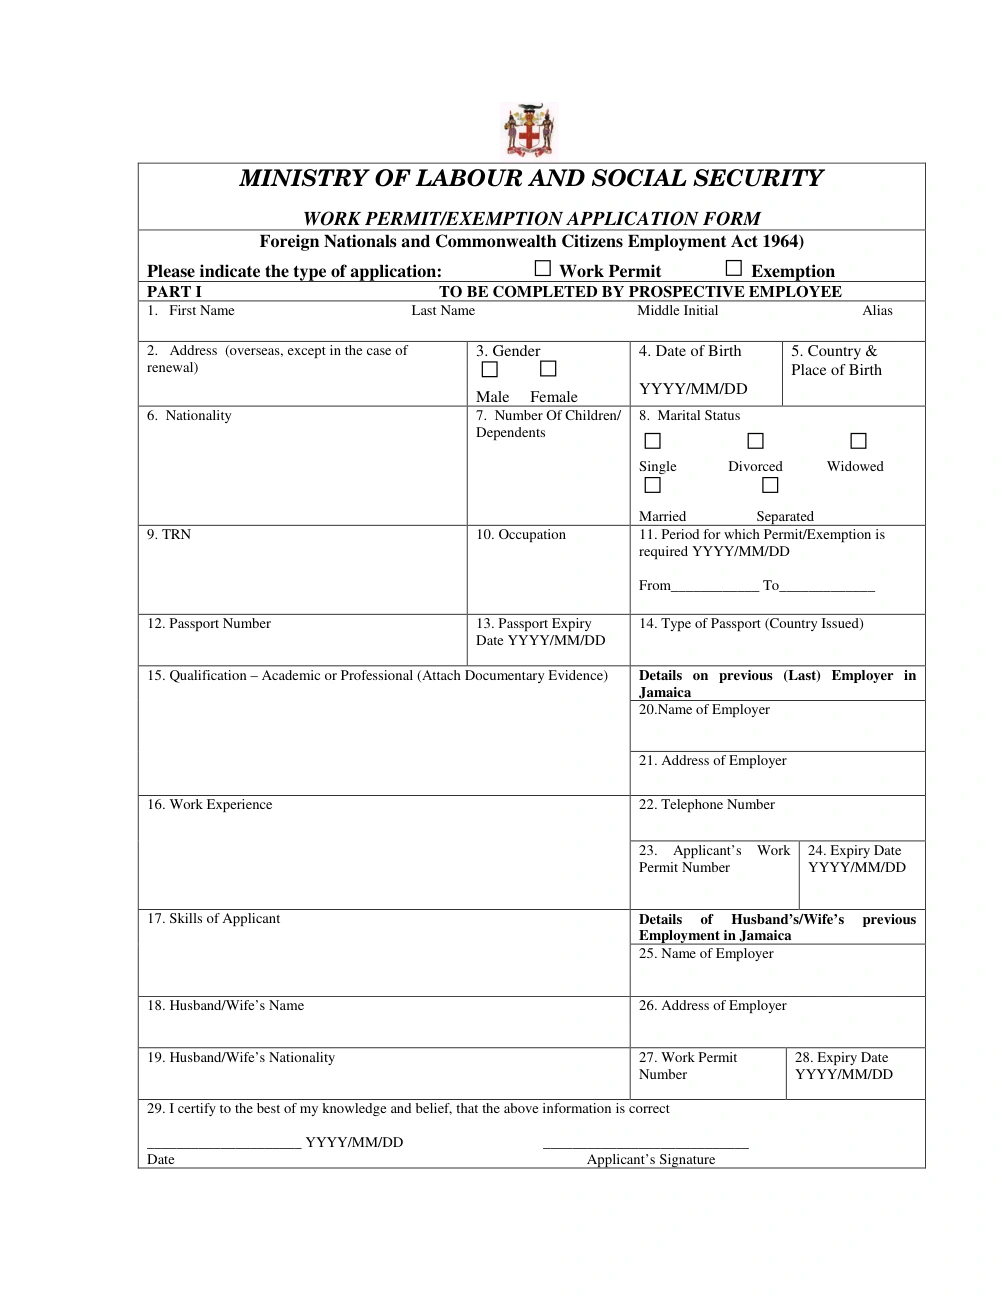 MINISTRY OF LABOUR AND SOCIAL SECURITY
WORK PERMIT/EXEMPTION APPLICATION FORM
Foreign Nationals and Commonwealth Citizens Employment Act 1964)
Please indicate the type of application: ☐ Work Permit ☐ Exemption
PART I TO BE COMPLETED BY PROSPECTIVE EMPLOYEE
1. First Name Last Name Middle Initial Alias
2. Address (overseas, except in the case of
renewal)
3. Gender
☐ ☐
Male Female
4. Date of Birth
YYYY/MM/DD
5. Country &
Place of Birth
6. Nationality
7. Number Of Children/
Dependents
8. Marital Status
☐ ☐ ☐
Single Divorced Widowed
☐ ☐
Married Separated
9. TRN
10. Occupation
11. Period for which Permit/Exemption is
required YYYY/MM/DD
From____________ To_____________
12. Passport Number
13. Passport Expiry
Date YYYY/MM/DD
14. Type of Passport (Country Issued)
15. Qualification – Academic or Professional (Attach Documentary Evidence)
Details on previous (Last) Employer in
Jamaica
20.Name of Employer
21. Address of Employer
16. Work Experience
22. Telephone Number
23. Applicant’s Work
Permit Number
24. Expiry Date
YYYY/MM/DD
17. Skills of Applicant
Details of Husband’s/Wife’s previous
Employment in Jamaica
25. Name of Employer
18. Husband/Wife’s Name
26. Address of Employer
19. Husband/Wife’s Nationality
27. Work Permit
Number
28. Expiry Date
YYYY/MM/DD
29. I certify to the best of my knowledge and belief, that the above information is correct
_____________________ YYYY/MM/DD ____________________________
Date Applicant’s Signature